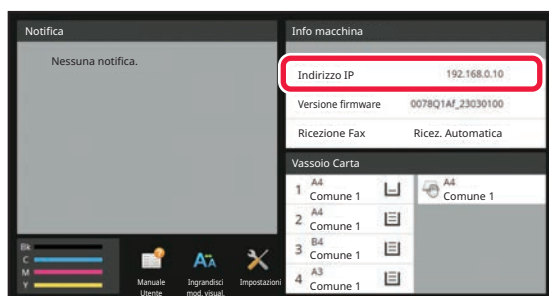 Notifica
Nessuna notifica.
Info macchina
Indirizzo IP 192.168.0.10
Versione firmware 0078Q1Af_23030100
Ricezione Fax Ricez. Automatica
Vassoio Carta
1 A4
Comune 1
A4
Comune 1
2 A4
Comune 1
3 B4
Comune 1
4 A3
Comune 1
Bk
C
M
Y
Manuale
Utente
Ingrandisci
mod. visual.
Impostazioni